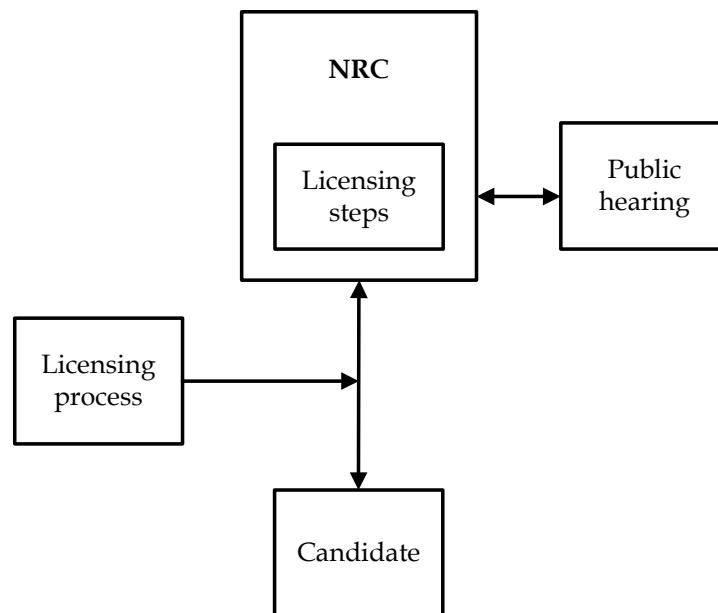 NRC
Licensing
steps
Public
hearing
Licensing
process
Candidate